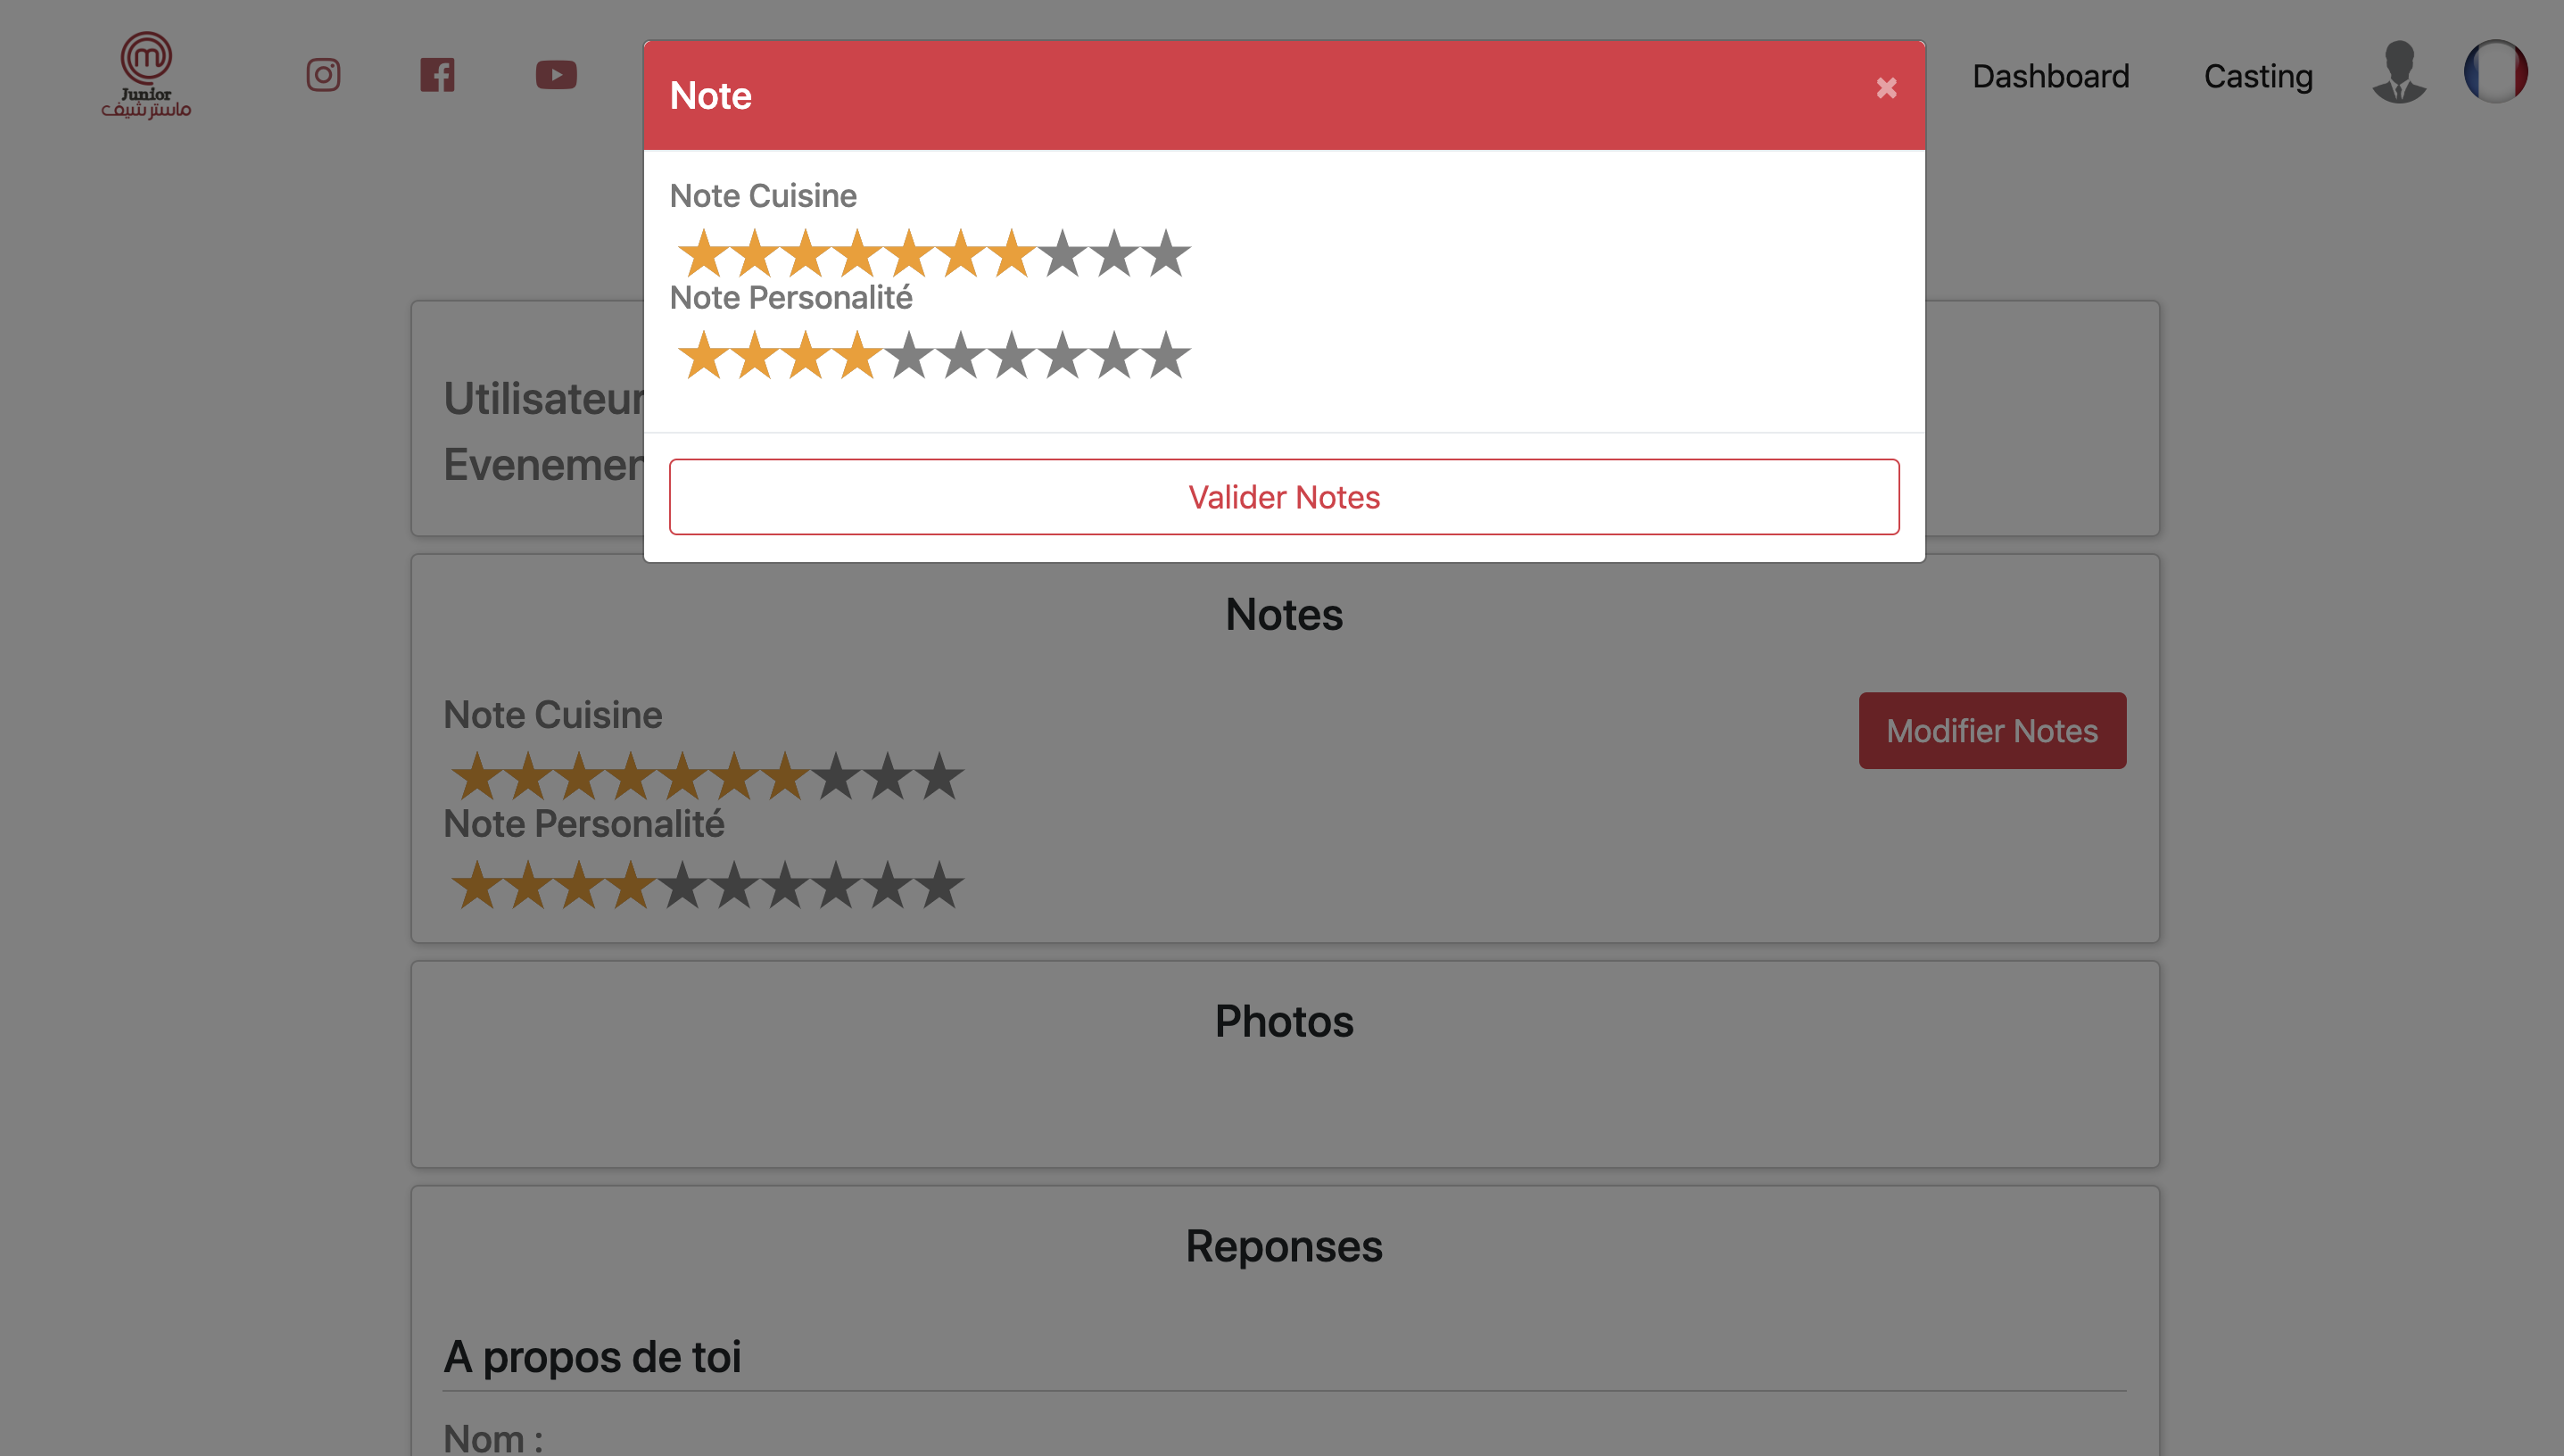 Junior
ماستر شيف
Dashboard
Casting
Note
×
Note Cuisine
Note Personalité
Valider Notes
Utilisateur
Notes
Note Cuisine
Modifier Notes
Note Personalité
Photos
Reponses
A propos de toi
Nom :